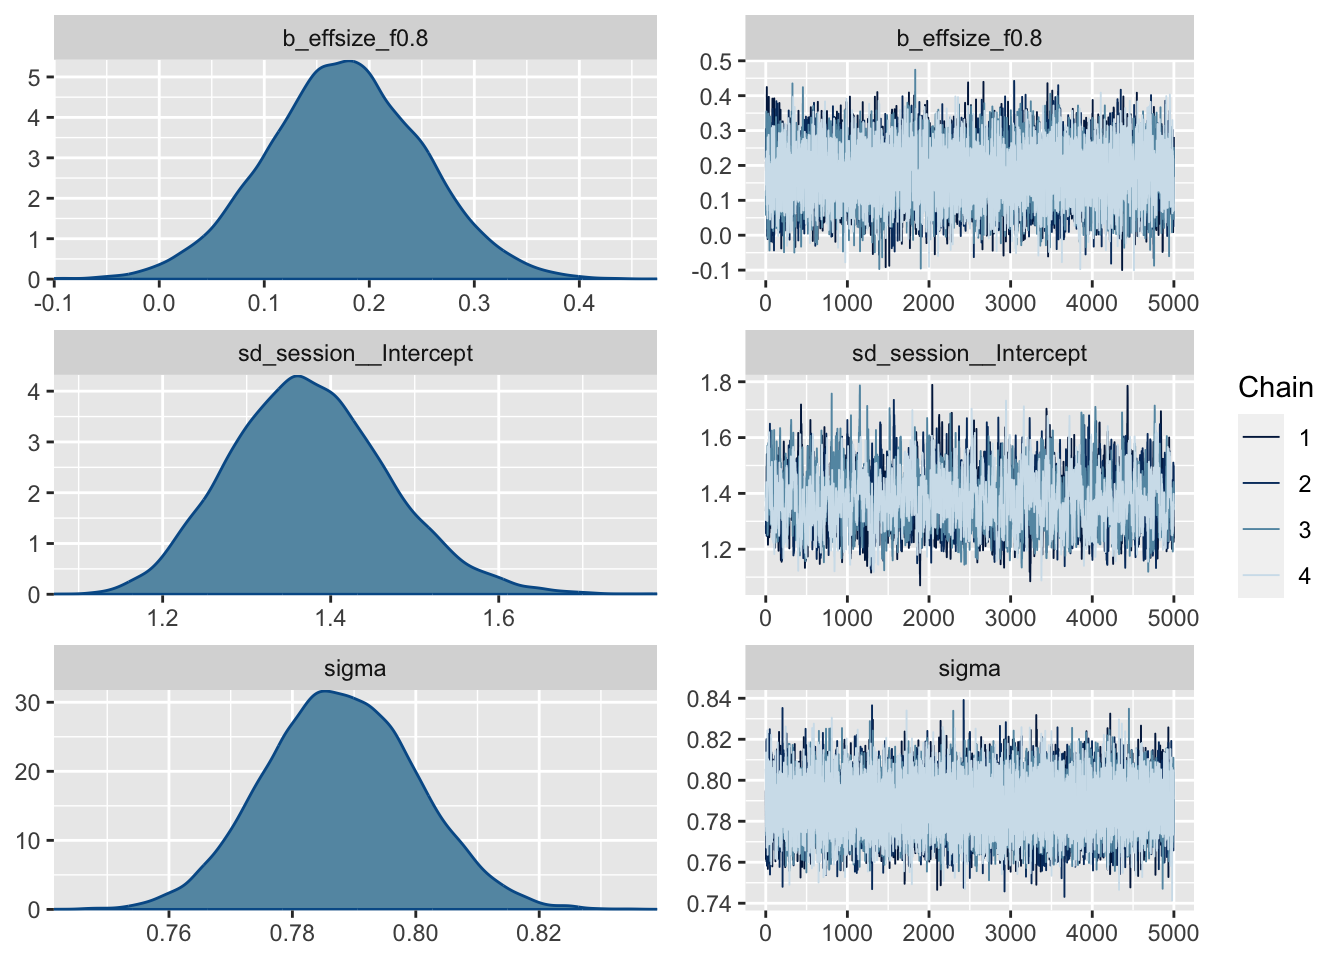 b_effsize_f0.8
5
4
3
2
1
0
-0.1 0.0 0.1 0.2 0.3 0.4
b_effsize_f0.8
0.5
0.4
0.3
0.2
0.1
0.0
-0.1
0 1000 2000 3000 4000 5000
sd_session__Intercept
4
3
2
1
0
1.2 1.4 1.6
sd_session__Intercept
1.8
1.6
1.4
1.2
0 1000 2000 3000 4000 5000
sigma
30
20
10
0
0.76 0.78 0.80 0.82
sigma
0.84
0.82
0.80
0.78
0.76
0.74
0 1000 2000 3000 4000 5000
Chain
1
2
3
4